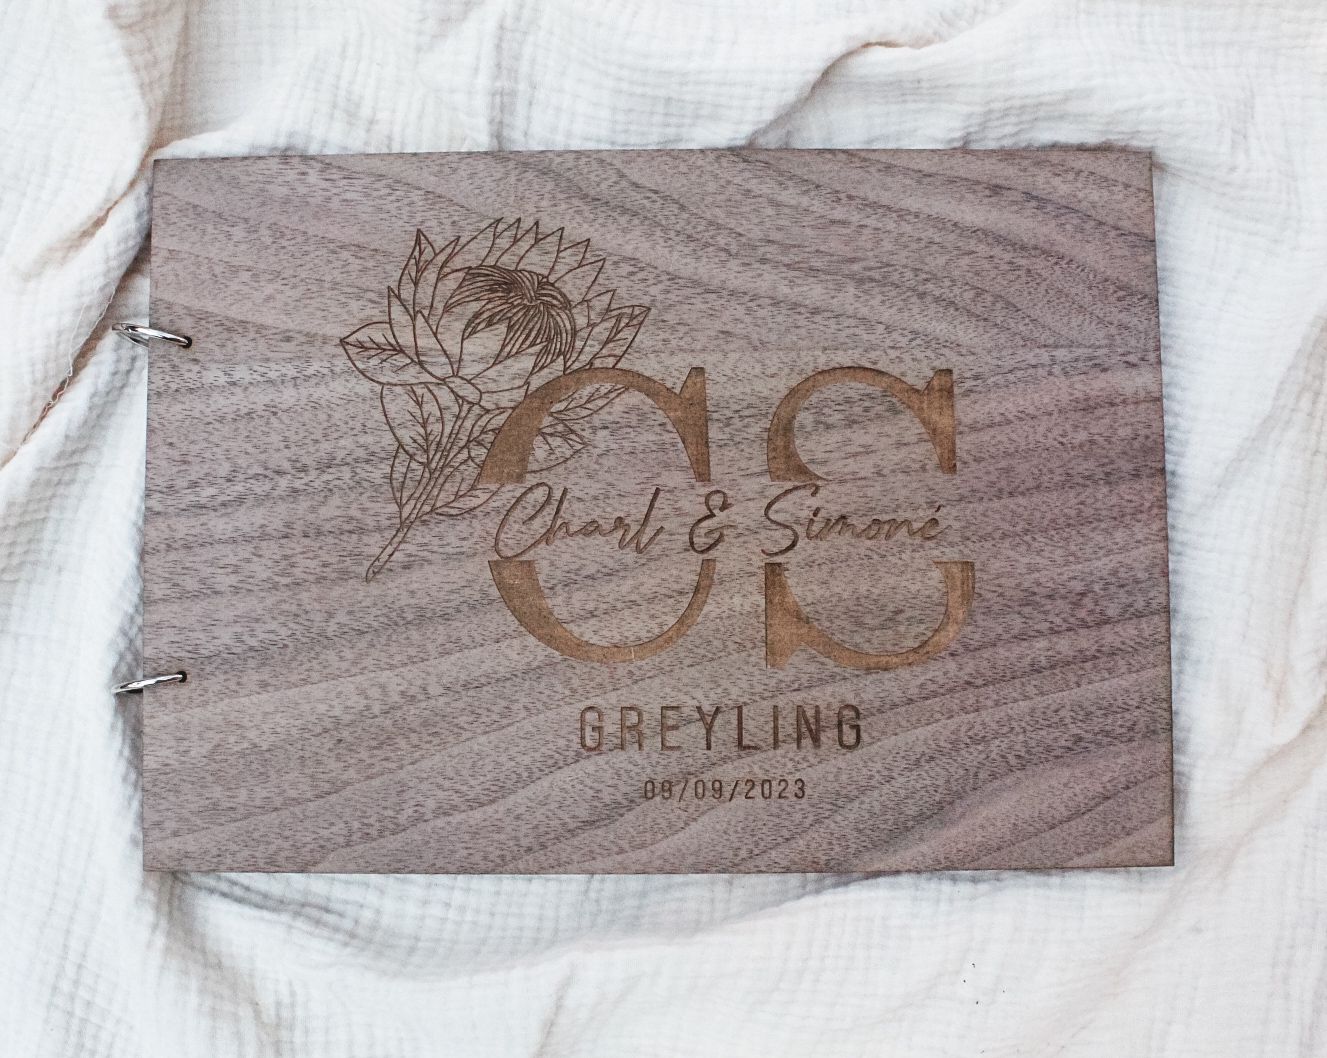 CS
Charl & Simoné
GREYLING
09/09/2023